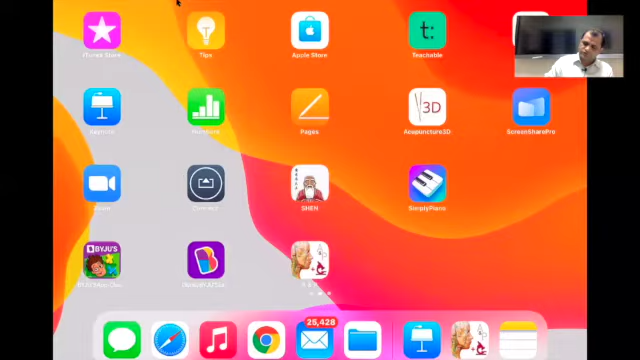 iTunes Store
Tips
Apple Store
t:
Teachable
Keynote
Numbers
Pages
3D
Acupuncture3D
ScreenSharePro
Zoom
SHEN
SimplyPiano
BYJU'S
25,428